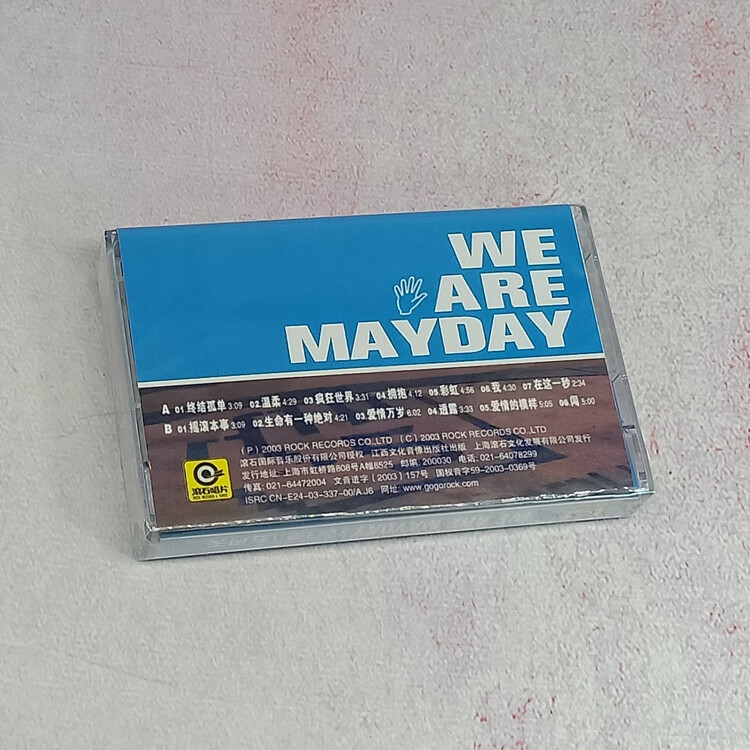 WE
ARE
MAYDAY
A 01 终结孤单 3:09 02.温柔 4:29 03.疯狂世界 3:31 04.拥抱 4:12 05.彩虹 4:56 06.我 4:30 07.在这一秒 2:34
B 01.摇滚本事 3:09 02.生命有一种绝对 4:21 03.爱情万岁 6:02 04.透露 3:33 05.爱情的模样 5:05 06.闯 5:00
(P) 2003 ROCK RECORDS CO.,LTD (C) 2003 ROCK RECORDS CO.,LTD
滚石国际音乐股份有限公司授权 江西文化音像出版社出版 上海滚石文化发展有限公司发行
发行地址:上海市虹桥路808号A幢8525 邮编:200030 电话:021-64078299
传真:021-64472004 文音进字(2003)157号 国权音字59-2003-0369号
ISRC CN-E24-03-337-00/A.J6 网址:www.gogorock.com
滚石唱片
ROCK RECORDS & TAPES